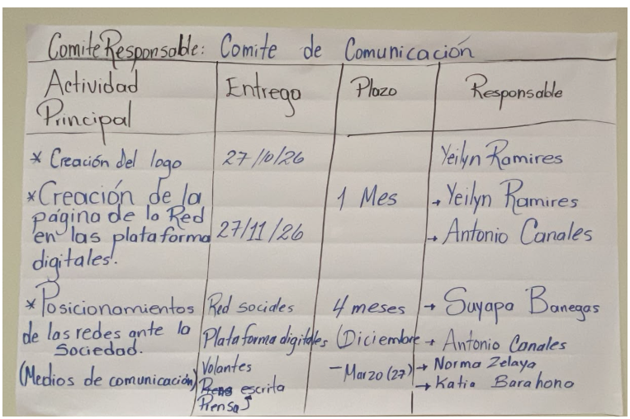 Comite Responsable: Comite de Comunicación
Actividad Principal Entrega Plazo Responsable
* Creación del logo 27/10/26 Yeilyn Ramires
* Creación de la página de la Red en las plataforma digitales. 27/11/26 1 Mes → Yeilyn Ramires
→ Antonio Canales
* Posicionamientos Red sociales 4 meses → Suyapa Banegas
de las redes ante la Sociedad. Plataforma digitales (Diciembre → Antonio Canales
(Medios de comunicación) Volantes – Marzo (27) → Norma Zelaya
escrita → Katia Barahona
Prensa